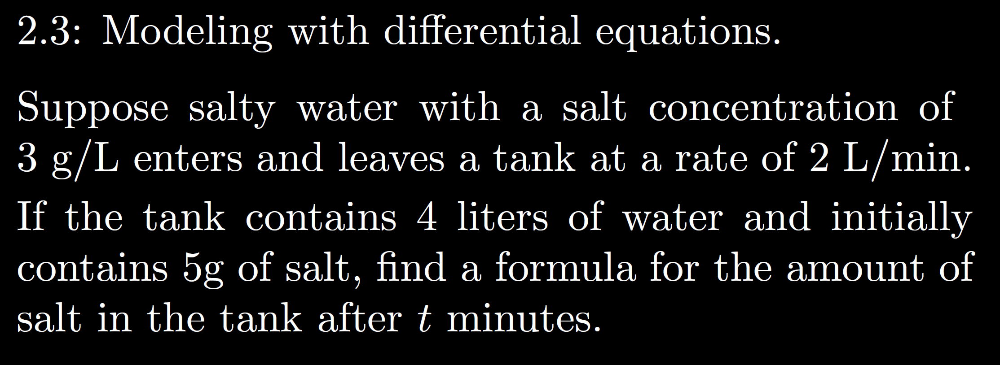 2.3: Modeling with differential equations.
Suppose salty water with a salt concentration of
3 g/L enters and leaves a tank at a rate of 2 L/min.
If the tank contains 4 liters of water and initially
contains 5g of salt, find a formula for the amount of
salt in the tank after t minutes.